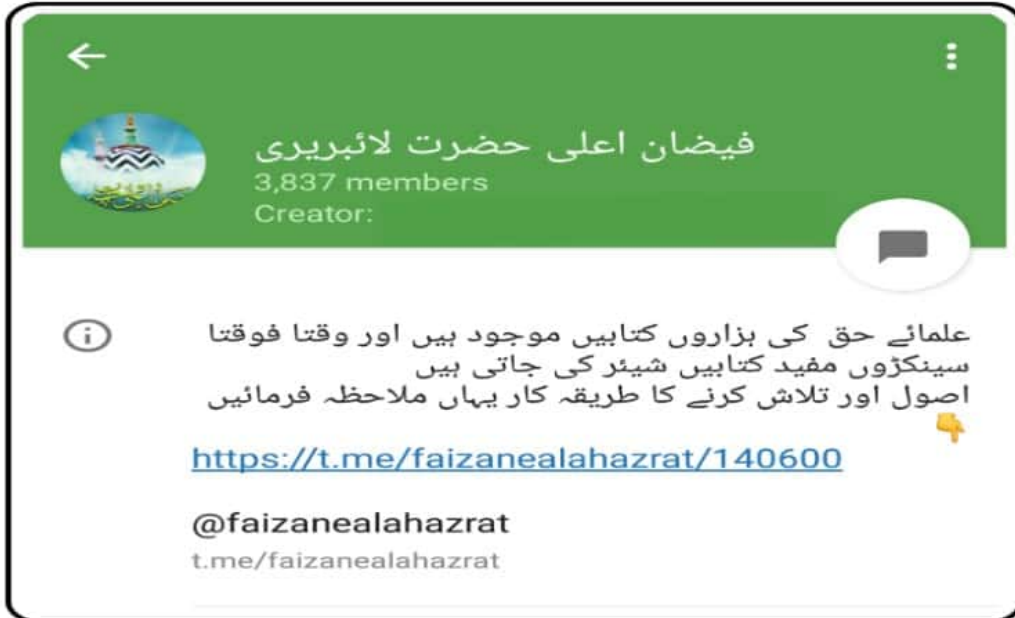 فیضان اعلی حضرت لائبریری
3,837 members
Creator:
علمائے حق کی ہزاروں کتابیں موجود ہیں اور وقتا فوقتا
سینکڑوں مفید کتابیں شیئر کی جاتی ہیں
اصول اور تلاش کرنے کا طریقہ کار یہاں ملاحظہ فرمائیں
👇
https://t.me/faizanealahazrat/140600
@faizanealahazrat
t.me/faizanealahazrat